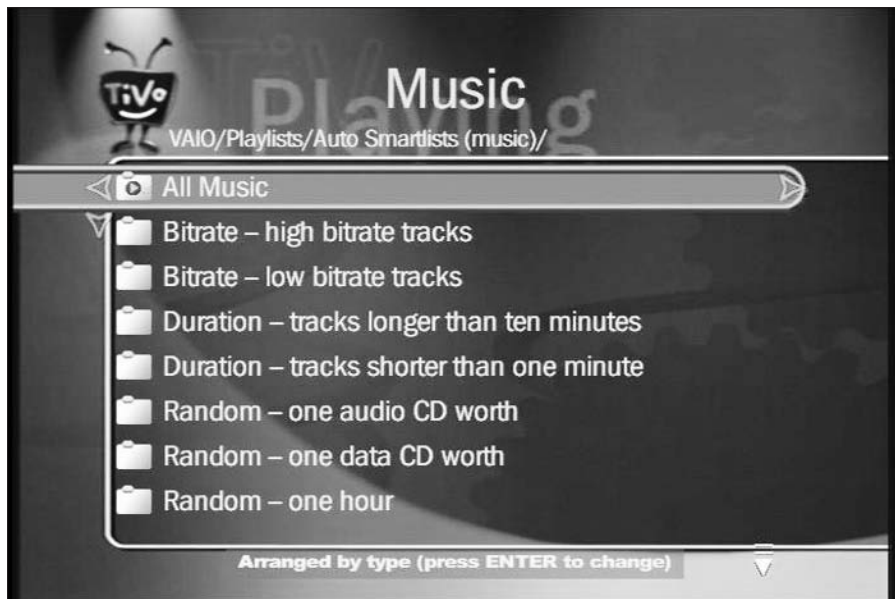 TiVo
TiVo
Playing
Music
VAIO/Playlists/Auto Smartlists (music)/
All Music
Bitrate – high bitrate tracks
Bitrate – low bitrate tracks
Duration – tracks longer than ten minutes
Duration – tracks shorter than one minute
Random – one audio CD worth
Random – one data CD worth
Random – one hour
Arranged by type (press ENTER to change)